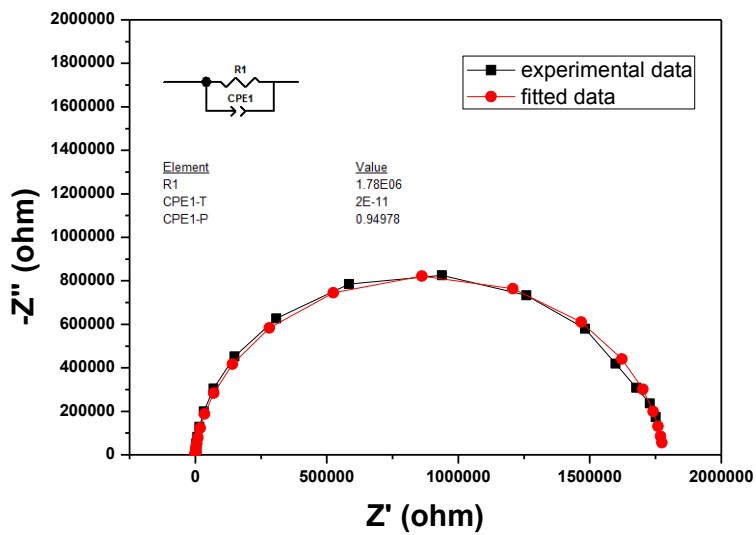 2000000
1800000
1600000
1400000
1200000
1000000
800000
600000
400000
200000
0
-Z'' (ohm)
R1
CPE1
experimental data
fitted data
Element Value
R1 1.78E06
CPE1-T 2E-11
CPE1-P 0.94978
0 500000 1000000 1500000 2000000
Z' (ohm)